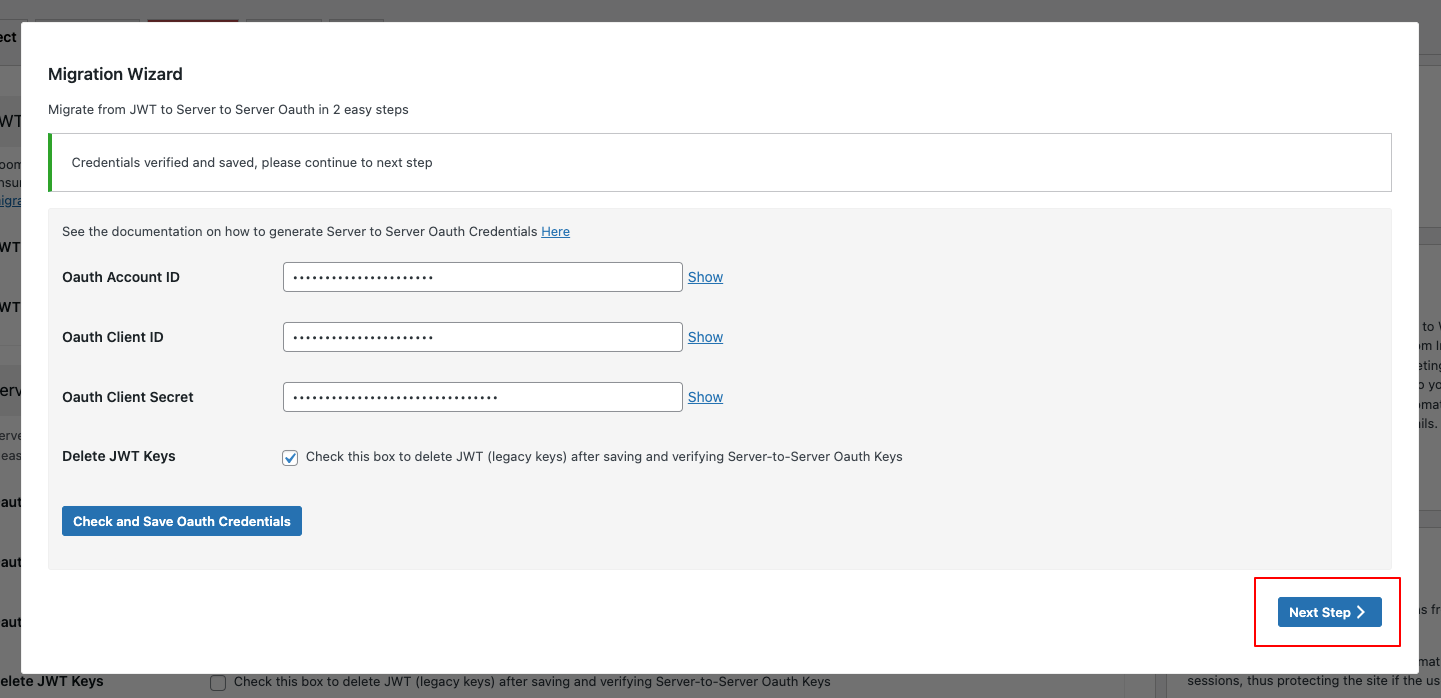 ect
Migration Wizard
Migrate from JWT to Server to Server Oauth in 2 easy steps
Credentials verified and saved, please continue to next step
See the documentation on how to generate Server to Server Oauth Credentials Here
Oauth Account ID •••••••••••••••••••••• Show
Oauth Client ID •••••••••••••••••••••• Show
Oauth Client Secret •••••••••••••••••••••••••••••••• Show
Delete JWT Keys Check this box to delete JWT (legacy keys) after saving and verifying Server-to-Server Oauth Keys
Check and Save Oauth Credentials
Next Step
elete JWT Keys Check this box to delete JWT (legacy keys) after saving and verifying Server-to-Server Oauth Keys
sessions, thus protecting the site if the us